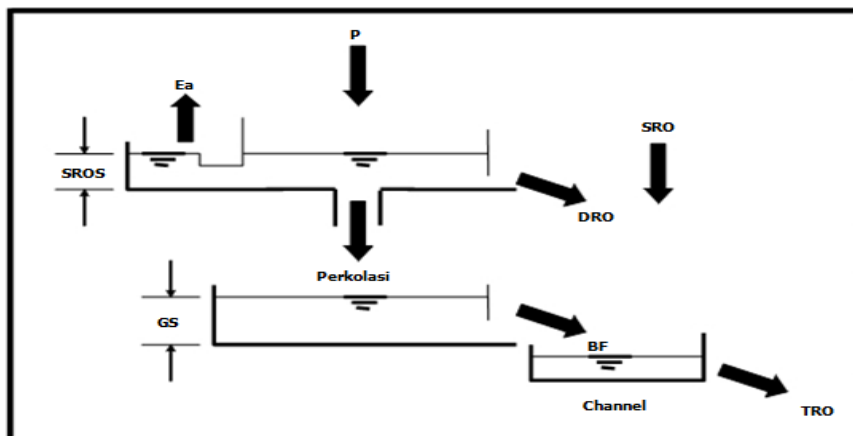 P
Ea
SRO
SROS
DRO
Perkolasi
GS
BF
Channel
TRO